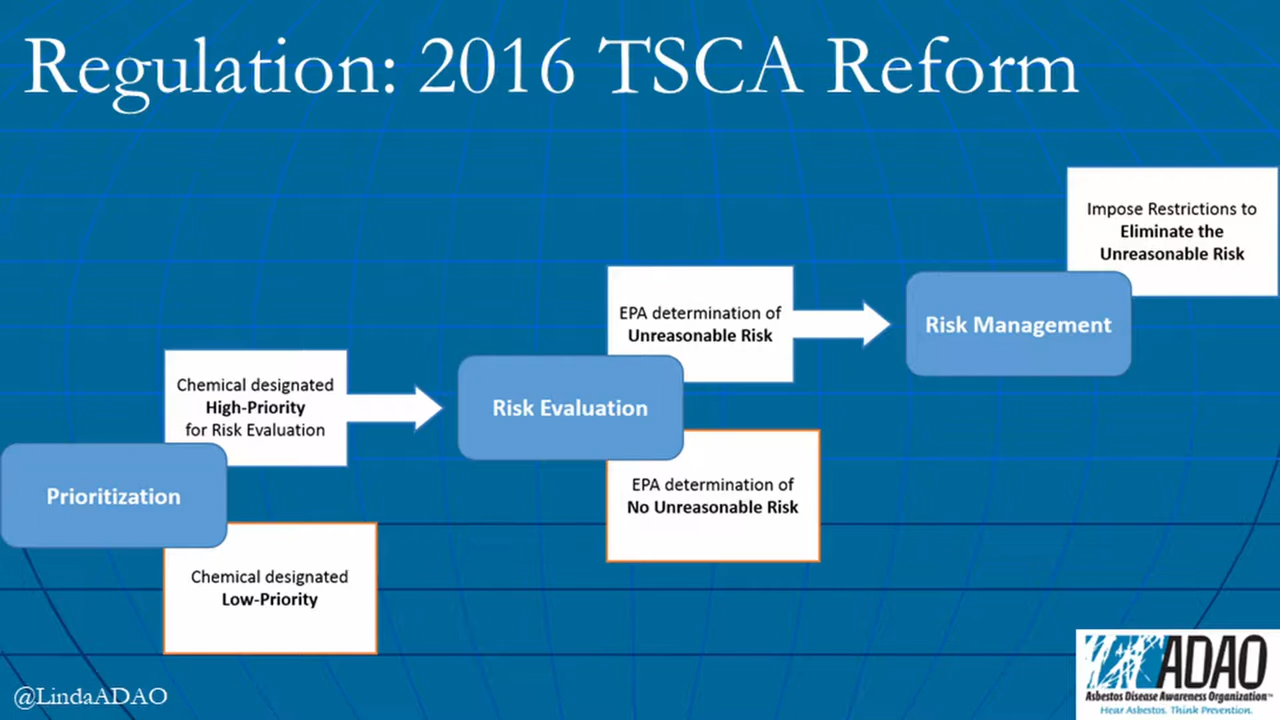 Regulation: 2016 TSCA Reform
Impose Restrictions to
Eliminate the
Unreasonable Risk
EPA determination of
Unreasonable Risk
Risk Management
Chemical designated
High-Priority
for Risk Evaluation
Risk Evaluation
Prioritization
EPA determination of
No Unreasonable Risk
Chemical designated
Low-Priority
@LindaADAO
ADAO
Asbestos Disease Awareness Organization™
Hear Asbestos. Think Prevention.